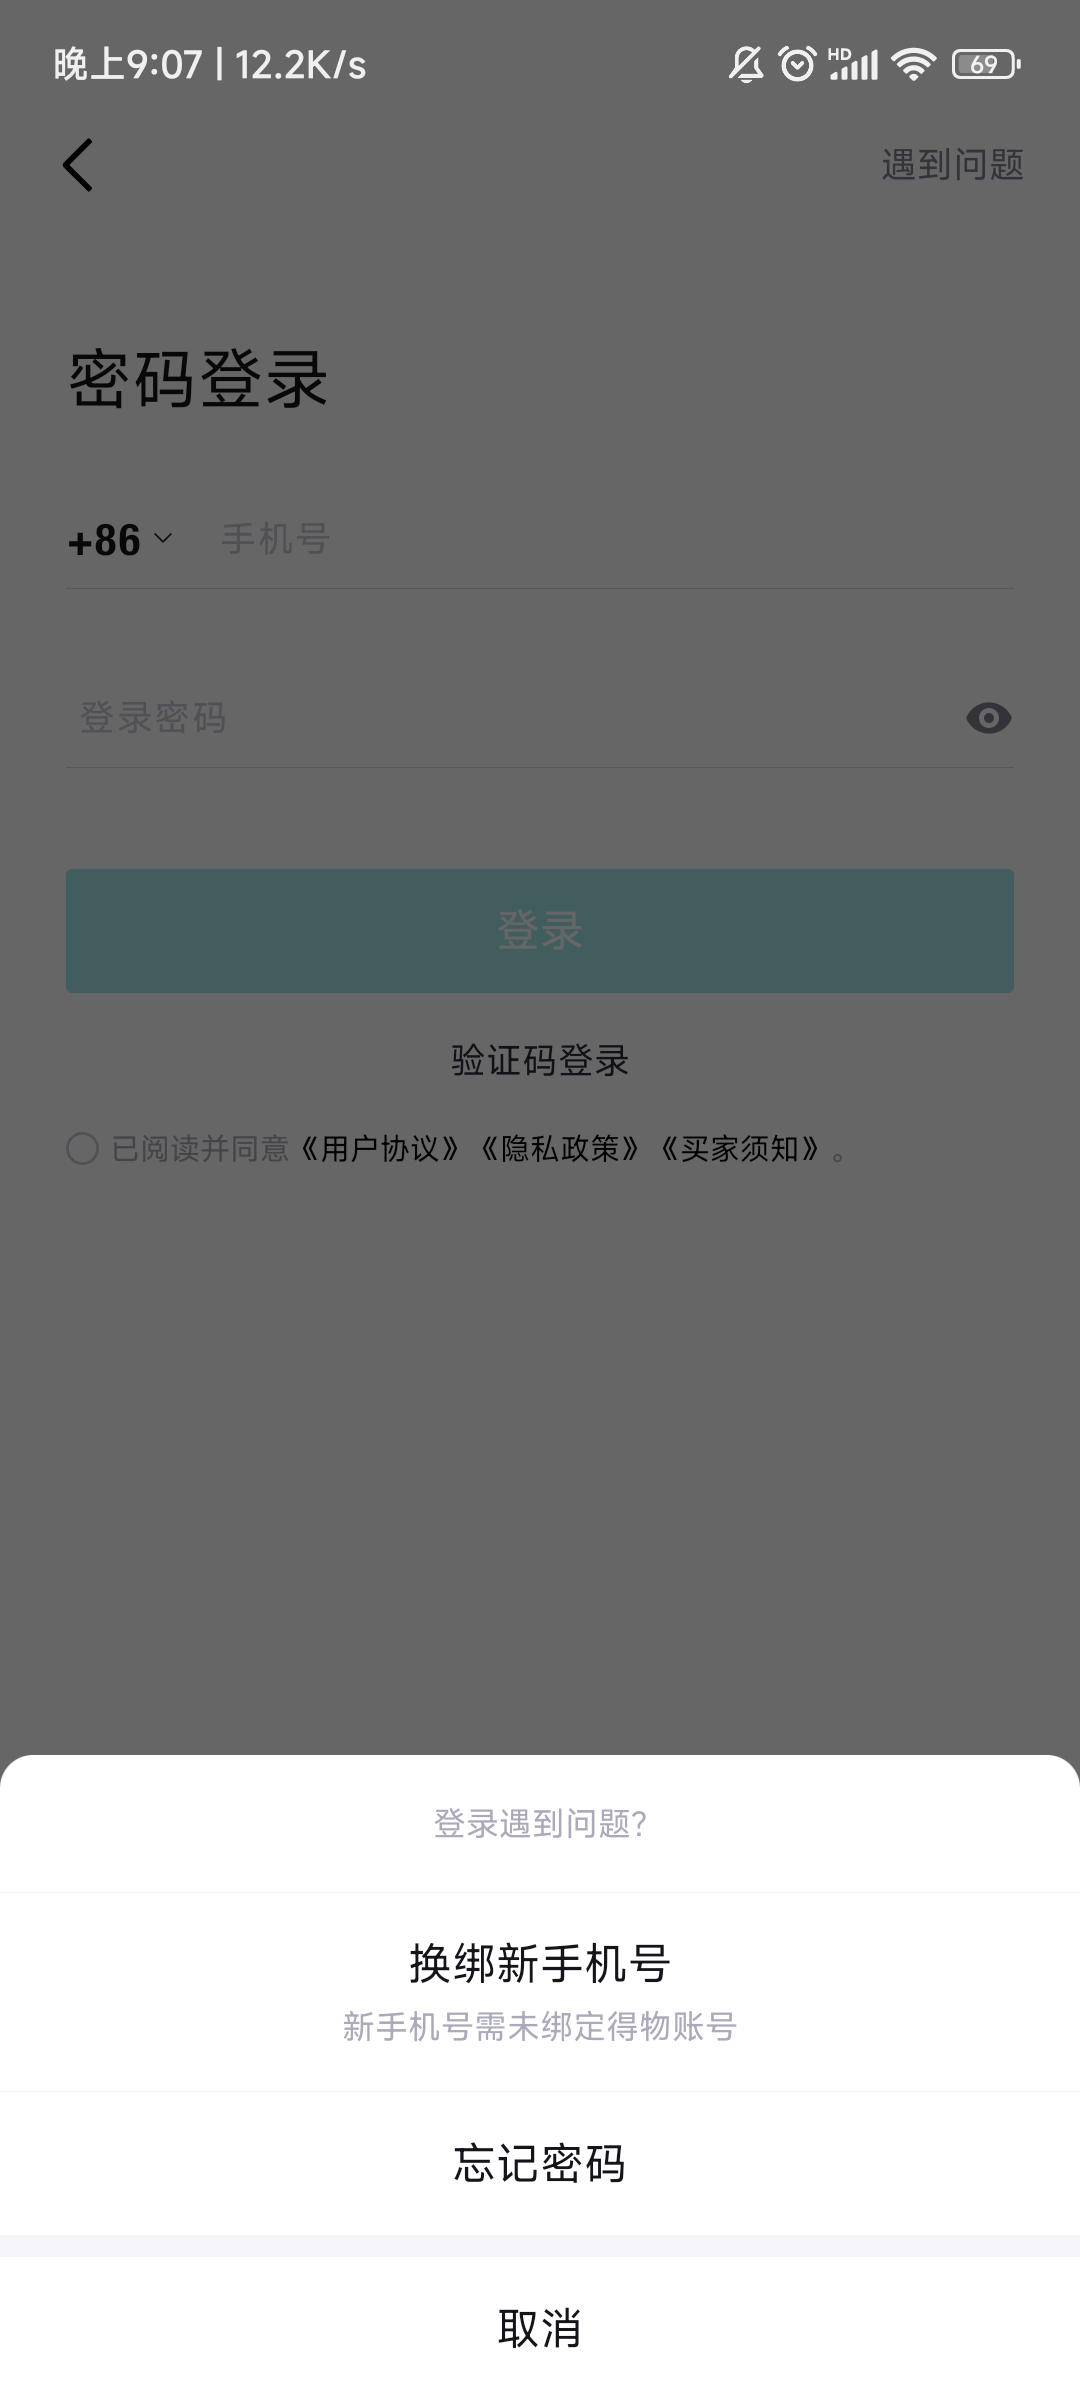 晚上9:07 | 12.2K/s
HD
69
遇到问题
密码登录
+86 手机号
登录密码
登录
验证码登录
已阅读并同意《用户协议》《隐私政策》《买家须知》。
登录遇到问题?
换绑新手机号
新手机号需未绑定得物账号
忘记密码
取消